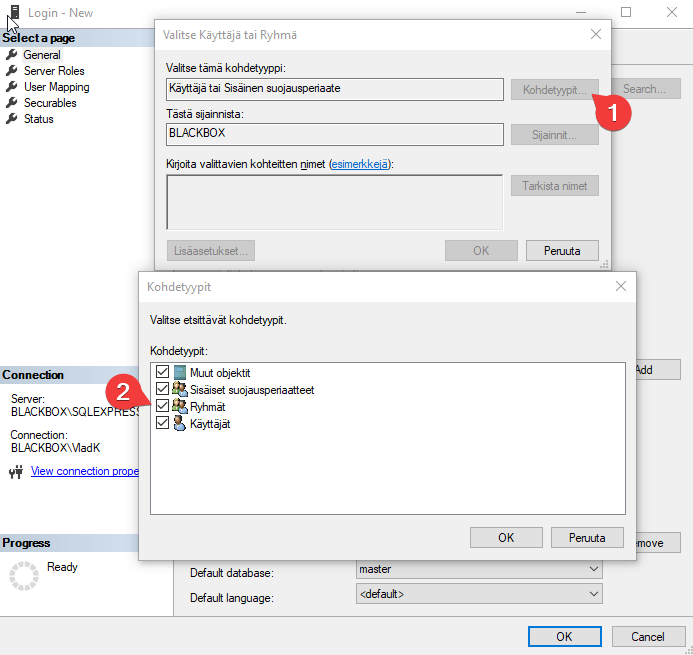 Login - New
Select a page
General
Server Roles
User Mapping
Securables
Status
Valitse Käyttäjä tai Ryhmä
Valitse tämä kohdetyyppi:
Käyttäjä tai Sisäinen suojausperiaate
Kohdetyypit...
Search...
1
Tästä sijainnista:
BLACKBOX
Sijainnit...
Kirjoita valittavien kohteitten nimet (esimerkkejä):
Tarkista nimet
Lisäasetukset...
OK
Peruuta
Kohdetyypit
Valitse etsittävät kohdetyypit.
Kohdetyypit:
Muut objektit
Sisäiset suojausperiaatteet
Ryhmät
Käyttäjät
2
OK
Peruuta
Add
Connection
Server:
BLACKBOX\SQLEXPRESS
Connection:
BLACKBOX\VladK
View connection prope
Progress
Ready
emove
Default database:
master
Default language:
<default>
OK
Cancel